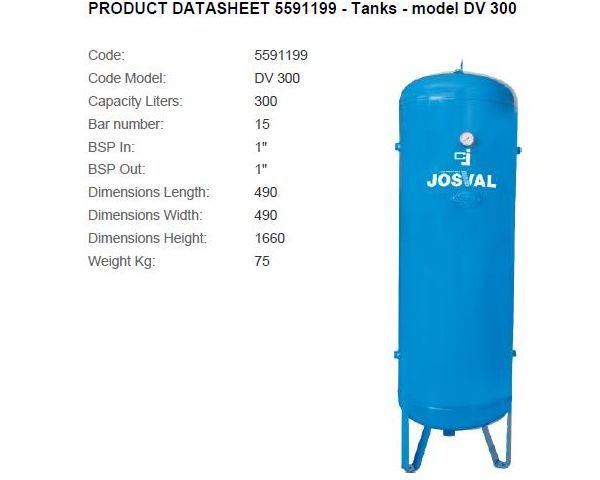 PRODUCT DATASHEET 5591199 - Tanks - model DV 300
Code: 5591199
Code Model: DV 300
Capacity Liters: 300
Bar number: 15
BSP In: 1"
BSP Out: 1"
Dimensions Length: 490
Dimensions Width: 490
Dimensions Height: 1660
Weight Kg: 75
JOSVAL